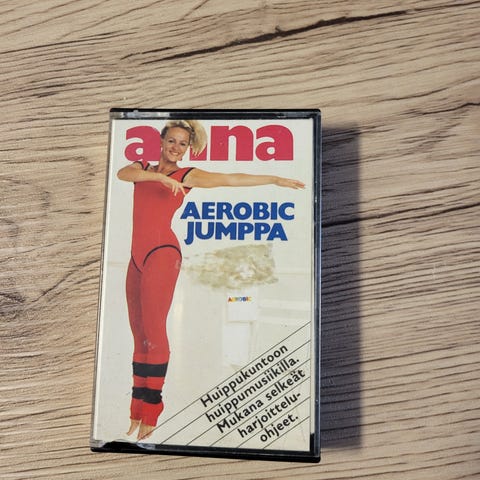 anna
AEROBIC
JUMPPA
AEROBIC
Huippukuntoon
huippumusiikilla.
Mukana selkeät
harjoittelu-
ohjeet.